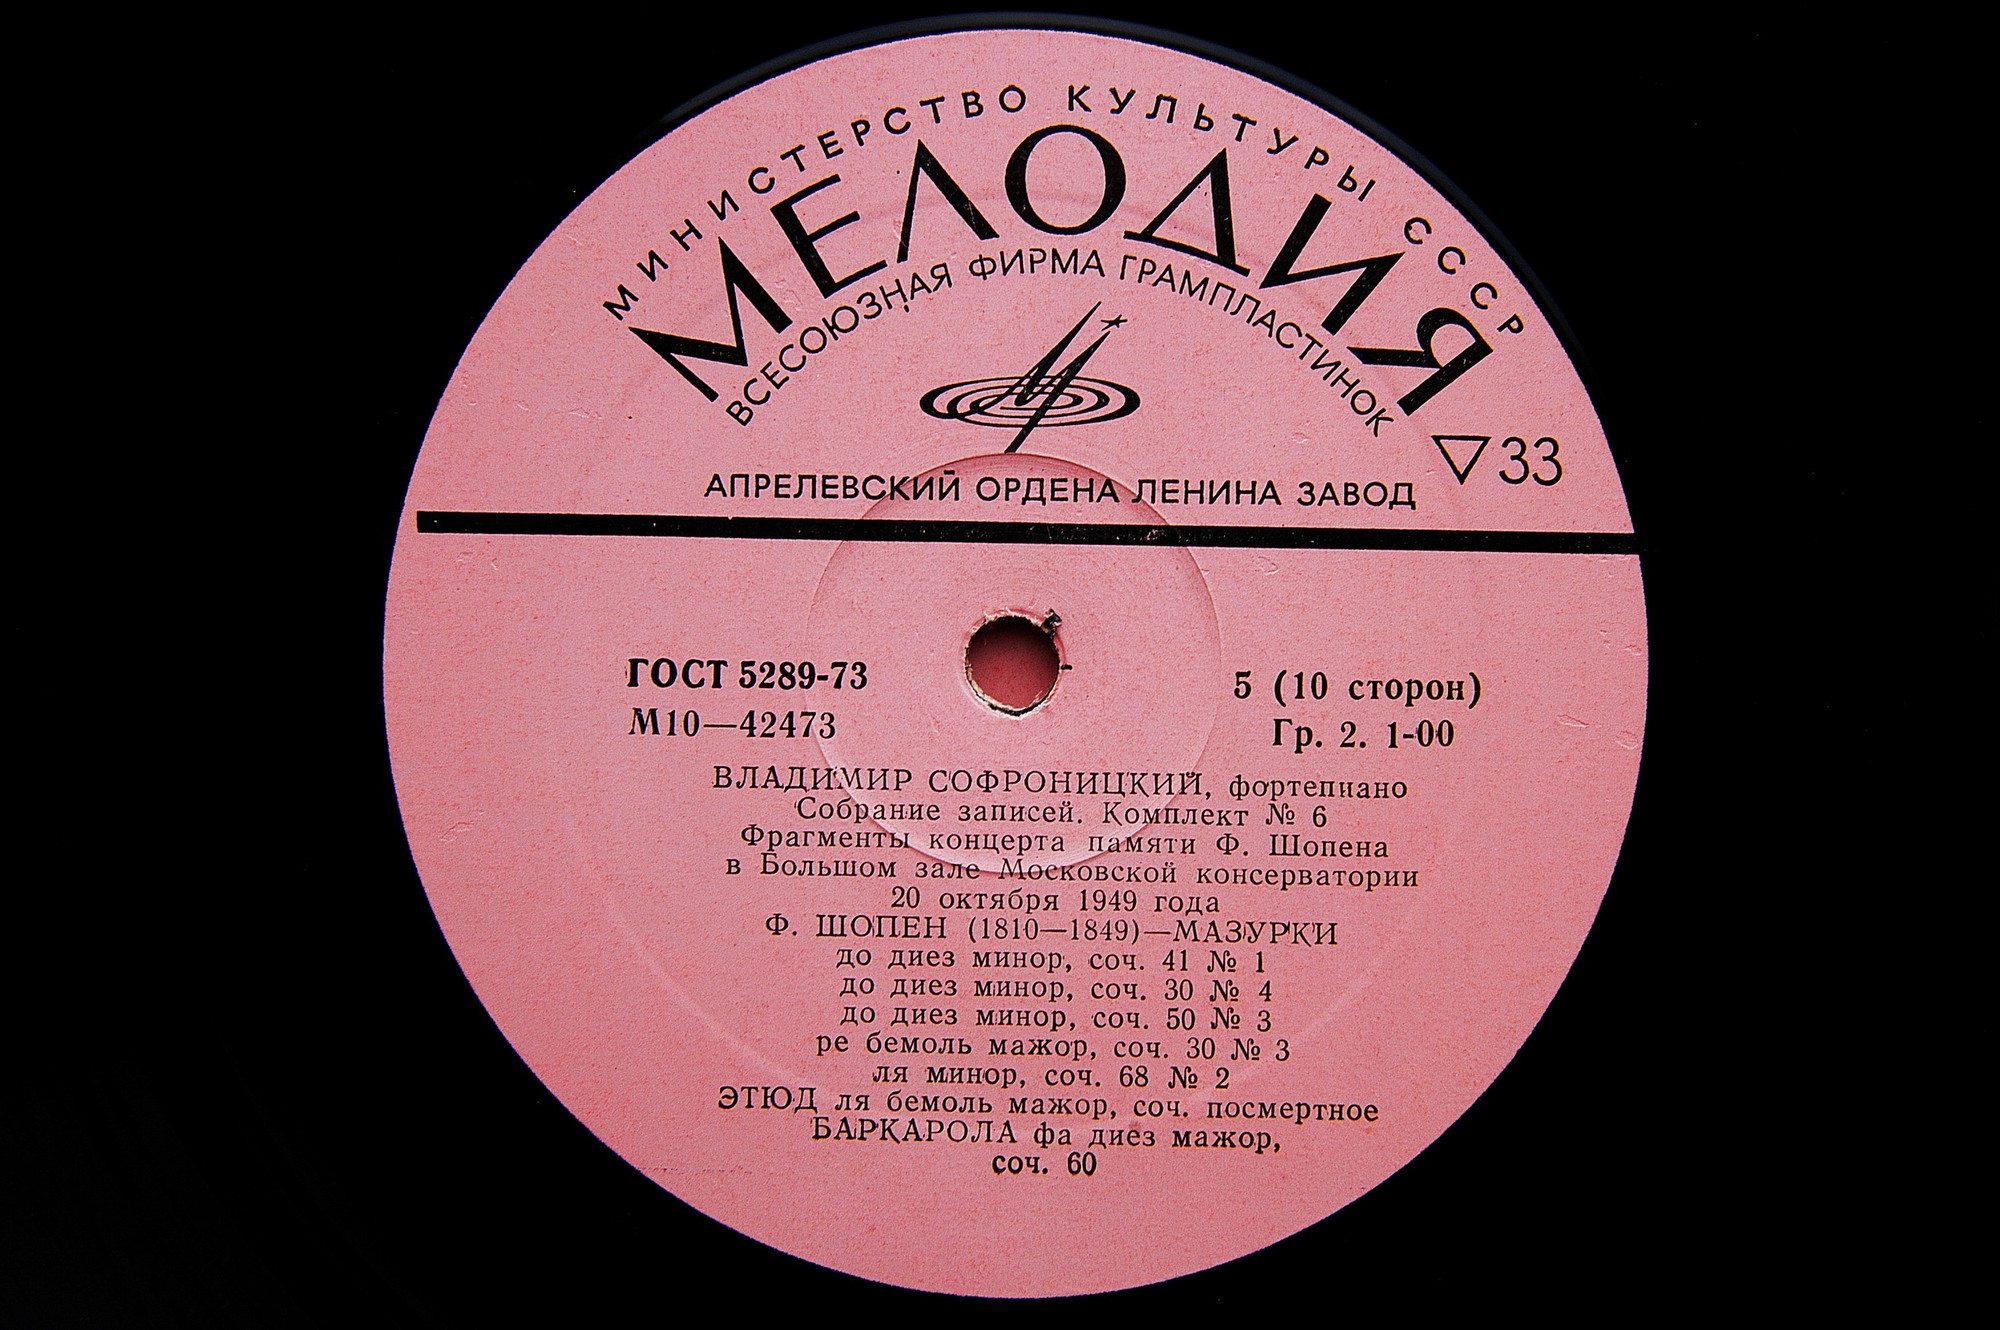 МИНИСТЕРСТВО КУЛЬТУРЫ СССР
МЕЛОДИЯ
ВСЕСОЮЗНАЯ ФИРМА ГРАМПЛАСТИНОК
33
АПРЕЛЕВСКИЙ ОРДЕНА ЛЕНИНА ЗАВОД
ГОСТ 5289-73
М10—42473
5 (10 сторон)
Гр. 2. 1-00
ВЛАДИМИР СОФРОНИЦКИЙ, фортепиано
Собрание записей. Комплект № 6
Фрагменты концерта памяти Ф. Шопена
в Большом зале Московской консерватории
20 октября 1949 года
Ф. ШОПЕН (1810—1849)—МАЗУРКИ
до диез минор, соч. 41 № 1
до диез минор, соч. 30 № 4
до диез минор, соч. 50 № 3
ре бемоль мажор, соч. 30 № 3
ля минор, соч. 68 № 2
ЭТЮД ля бемоль мажор, соч. посмертное
БАРКАРОЛА фа диез мажор,
соч. 60